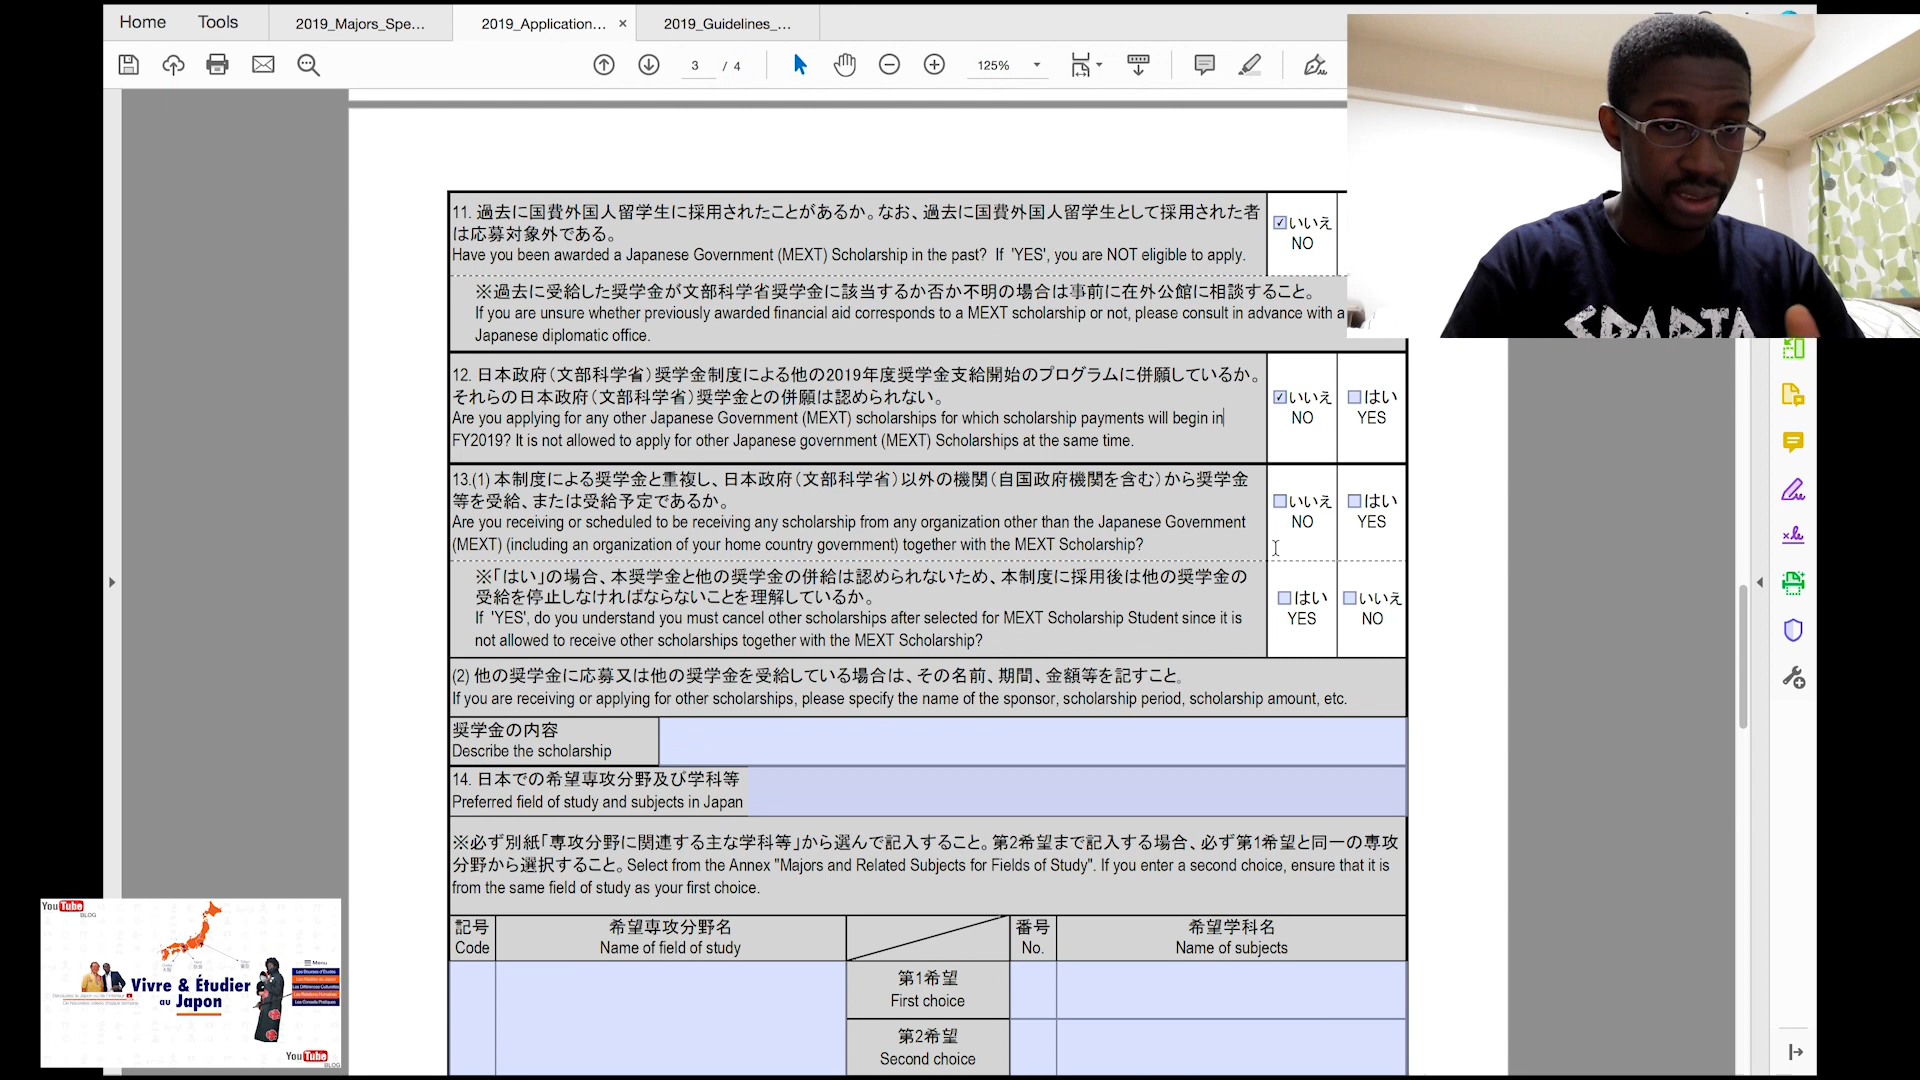 Home
Tools
2019_Majors_Spe...
2019_Application...
×
2019_Guidelines_...
3
/ 4
125%
11. 過去に国費外国人留学生に採用されたことがあるか。なお、過去に国費外国人留学生として採用された者
は応募対象外である。
Have you been awarded a Japanese Government (MEXT) Scholarship in the past? If 'YES', you are NOT eligible to apply.
いいえ
NO
※過去に受給した奨学金が文部科学省奨学金に該当するか否か不明の場合は事前に在外公館に相談すること。
If you are unsure whether previously awarded financial aid corresponds to a MEXT scholarship or not, please consult in advance with a
Japanese diplomatic office.
12. 日本政府（文部科学省）奨学金制度による他の2019年度奨学金支給開始のプログラムに併願しているか。
それらの日本政府（文部科学省）奨学金との併願は認められない。
Are you applying for any other Japanese Government (MEXT) scholarships for which scholarship payments will begin in
FY2019? It is not allowed to apply for other Japanese government (MEXT) Scholarships at the same time.
いいえ
NO
はい
YES
13.(1) 本制度による奨学金と重複し、日本政府（文部科学省）以外の機関（自国政府機関を含む）から奨学金
等を受給、または受給予定であるか。
Are you receiving or scheduled to be receiving any scholarship from any organization other than the Japanese Government
(MEXT) (including an organization of your home country government) together with the MEXT Scholarship?
いいえ
NO
はい
YES
※「はい」の場合、本奨学金と他の奨学金の併給は認められないため、本制度に採用後は他の奨学金の
受給を停止しなければならないことを理解しているか。
If 'YES', do you understand you must cancel other scholarships after selected for MEXT Scholarship Student since it is
not allowed to receive other scholarships together with the MEXT Scholarship?
はい
YES
いいえ
NO
(2) 他の奨学金に応募又は他の奨学金を受給している場合は、その名前、期間、金額等を記すこと。
If you are receiving or applying for other scholarships, please specify the name of the sponsor, scholarship period, scholarship amount, etc.
奨学金の内容
Describe the scholarship
14. 日本での希望専攻分野及び学科等
Preferred field of study and subjects in Japan
※必ず別紙「専攻分野に関連する主な学科等」から選んで記入すること。第2希望まで記入する場合、必ず第1希望と同一の専攻
分野から選択すること。Select from the Annex "Majors and Related Subjects for Fields of Study". If you enter a second choice, ensure that it is
from the same field of study as your first choice.
記号
Code
希望専攻分野名
Name of field of study
番号
No.
希望学科名
Name of subjects
第1希望
First choice
第2希望
Second choice
SPARTA
YouTube
BLOG
Menu
Vivre & Étudier
au Japon
YouTube
BLOG